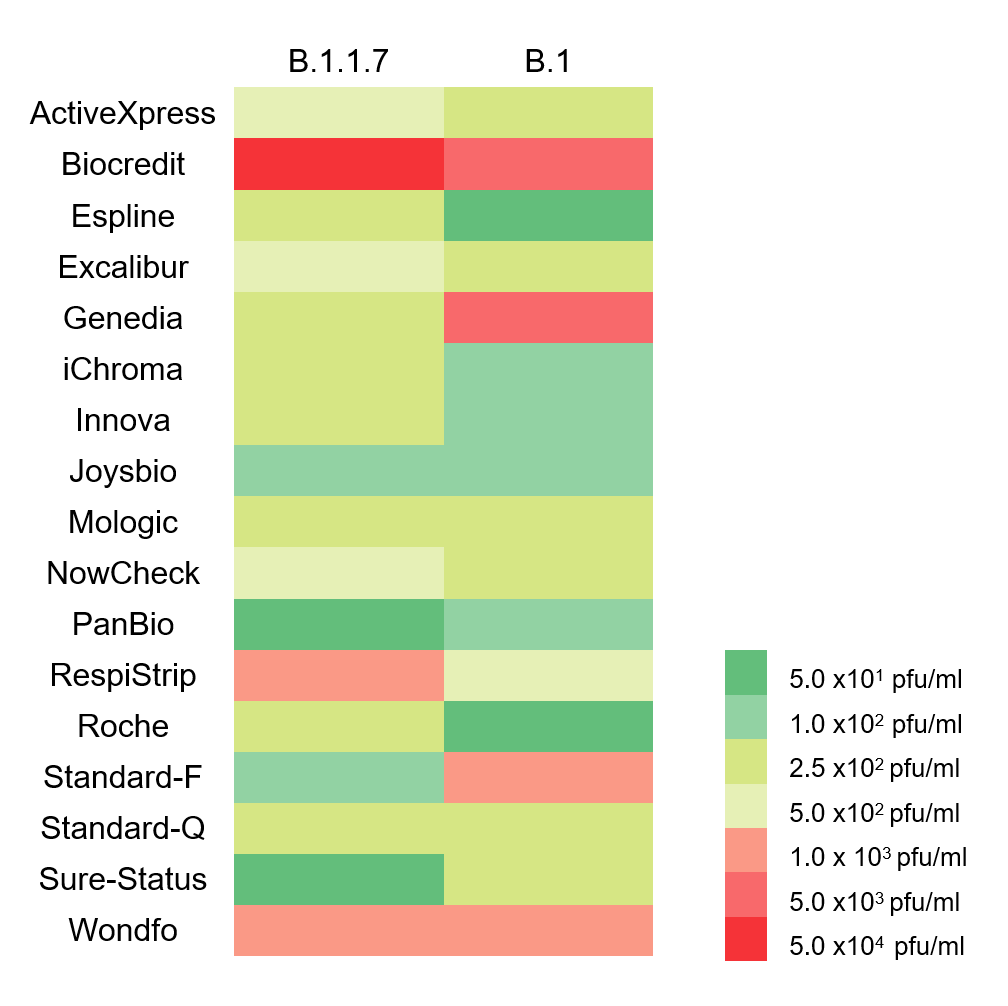 B.1.1.7 B.1
ActiveXpress
Biocredit
Espline
Excalibur
Genedia
iChroma
Innova
Joysbio
Mologic
NowCheck
PanBio
RespiStrip
Roche
Standard-F
Standard-Q
Sure-Status
Wondfo
5.0 x10¹ pfu/ml
1.0 x10² pfu/ml
2.5 x10² pfu/ml
5.0 x10² pfu/ml
1.0 x 10³ pfu/ml
5.0 x10³ pfu/ml
5.0 x10⁴ pfu/ml